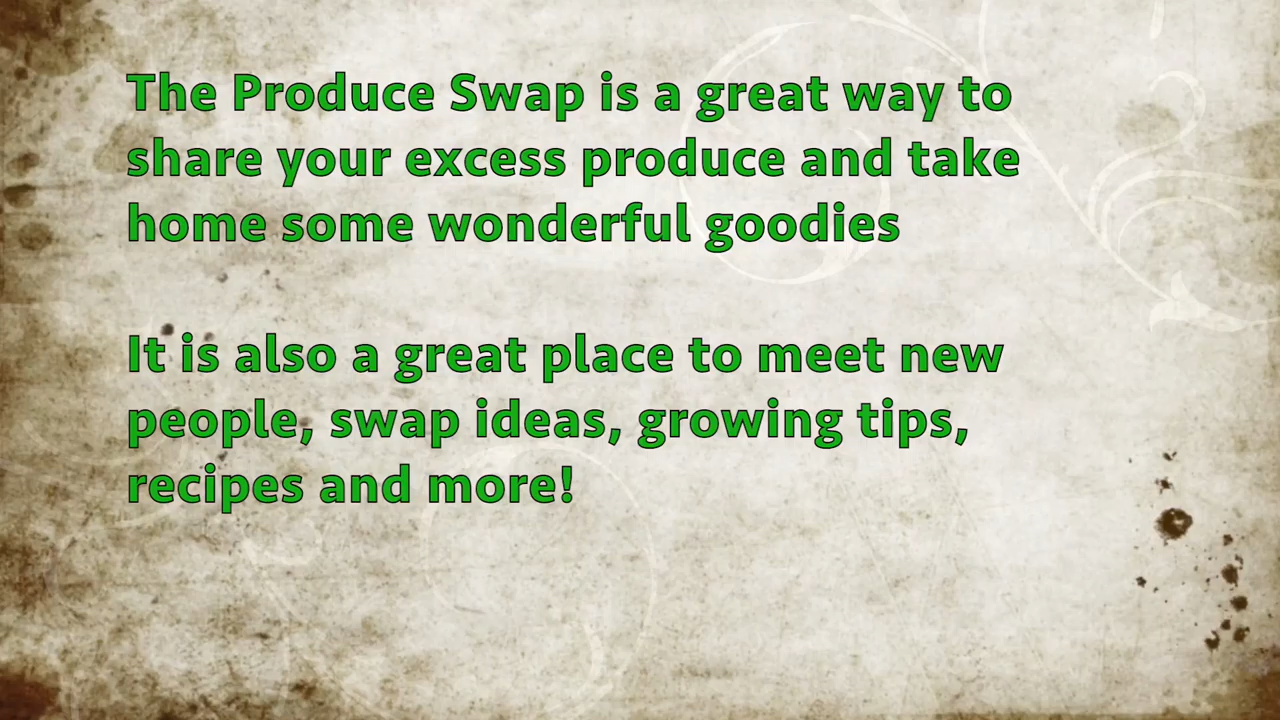 The Produce Swap is a great way to
share your excess produce and take
home some wonderful goodies
It is also a great place to meet new
people, swap ideas, growing tips,
recipes and more!